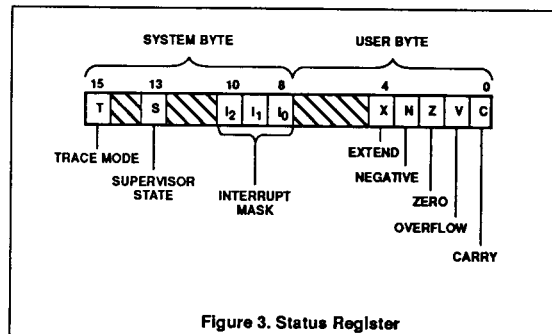 SYSTEM BYTE USER BYTE
15 13 10 8 4 0
T S I2 I1 I0 X N Z V C
TRACE MODE
SUPERVISOR
STATE
INTERRUPT
MASK
EXTEND
NEGATIVE
ZERO
OVERFLOW
CARRY
Figure 3. Status Register